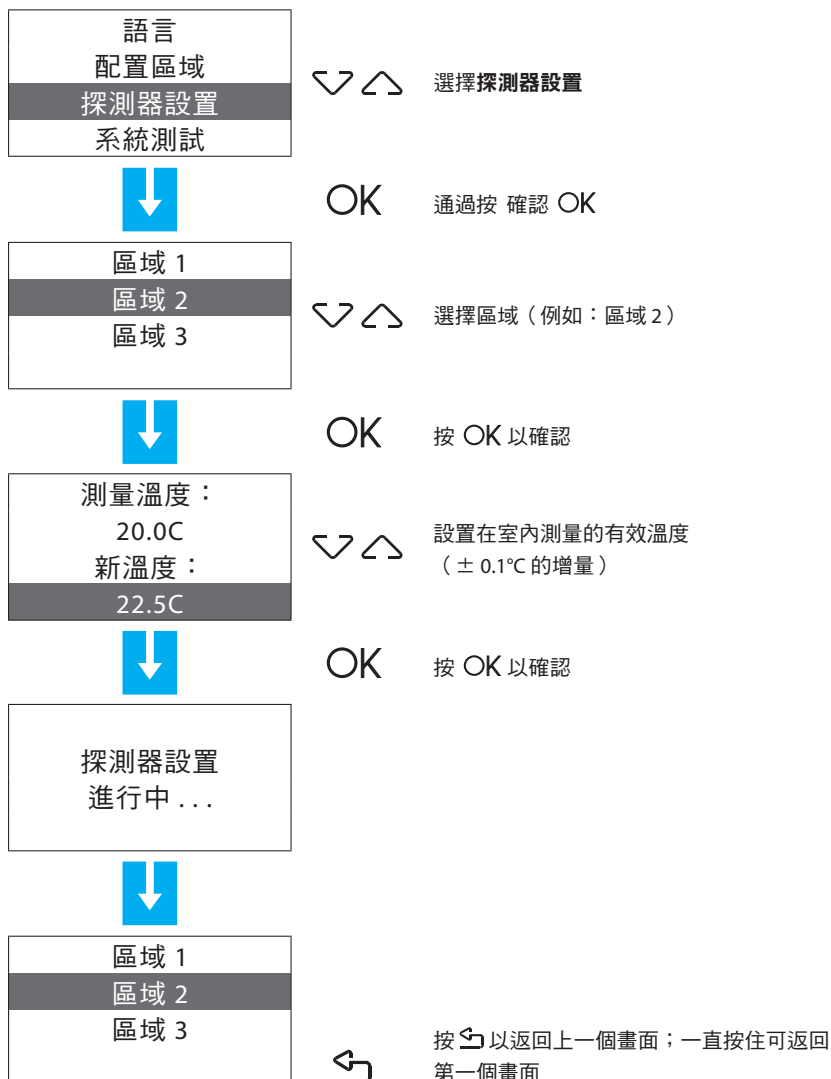 語言
配置區域
探測器設置
系統測試
選擇探測器設置
OK
通過按 確認 OK
區域 1
區域 2
區域 3
選擇區域（例如：區域 2）
OK
按 OK 以確認
測量溫度：
20.0C
新溫度：
22.5C
設置在室內測量的有效溫度
（± 0.1°C 的增量）
OK
按 OK 以確認
探測器設置
進行中 . . .
區域 1
區域 2
區域 3
按 以返回上一個畫面；一直按住可返回
第一個畫面